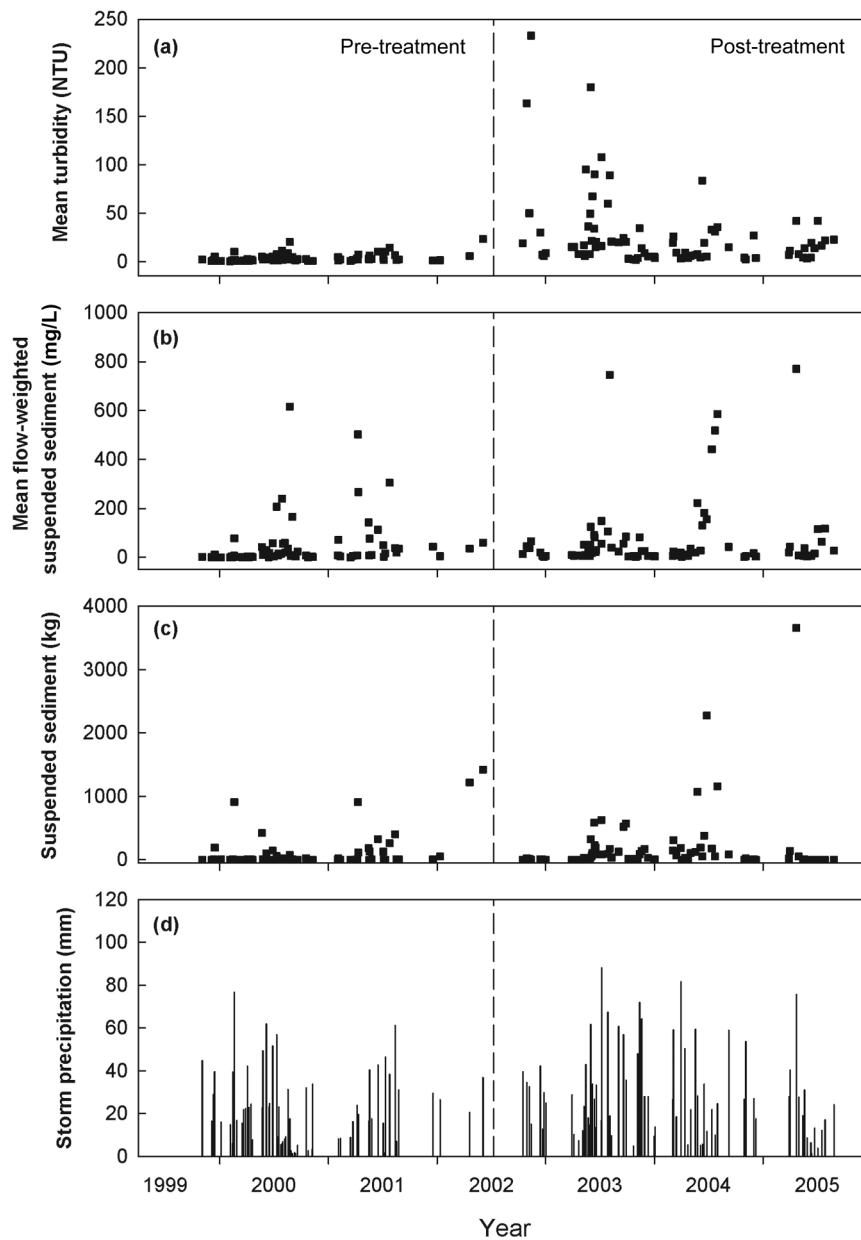 (a)
Pre-treatment
Post-treatment
Mean turbidity (NTU)
250
200
150
100
50
0
(b)
Mean flow-weighted
suspended sediment (mg/L)
1000
800
600
400
200
0
(c)
Suspended sediment (kg)
4000
3000
2000
1000
0
(d)
Storm precipitation (mm)
120
100
80
60
40
20
0
1999 2000 2001 2002 2003 2004 2005
Year